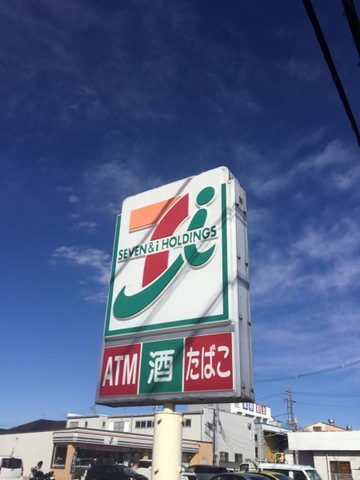 SEVEN & i HOLDINGS
ATM 酒 たばこ